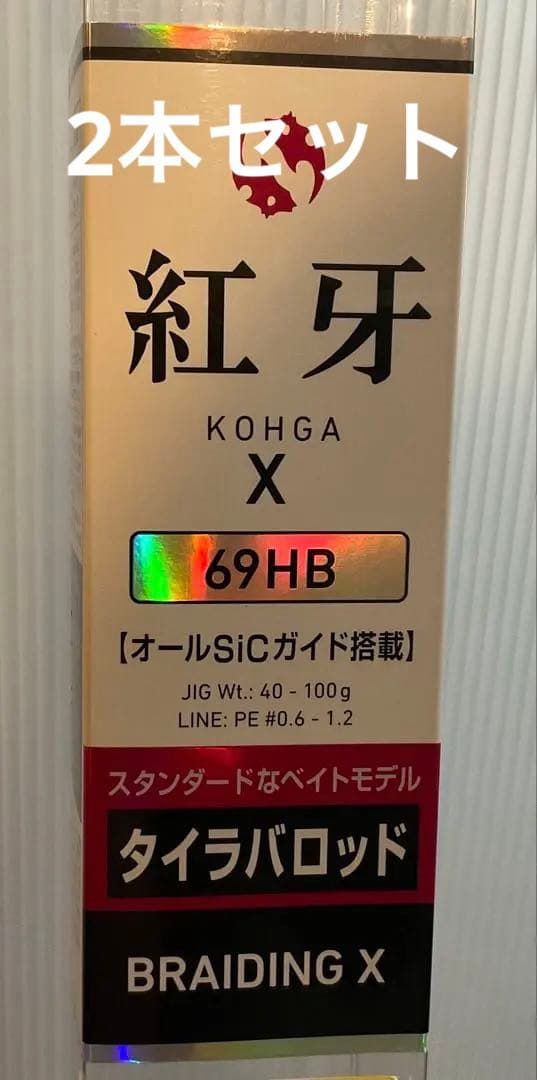 2本セット
紅牙
KOHGA
X
69HB
【オールSiCガイド搭載】
JIG Wt.: 40 - 100g
LINE: PE #0.6 - 1.2
スタンダードなベイトモデル
タイラバロッド
BRAIDING X